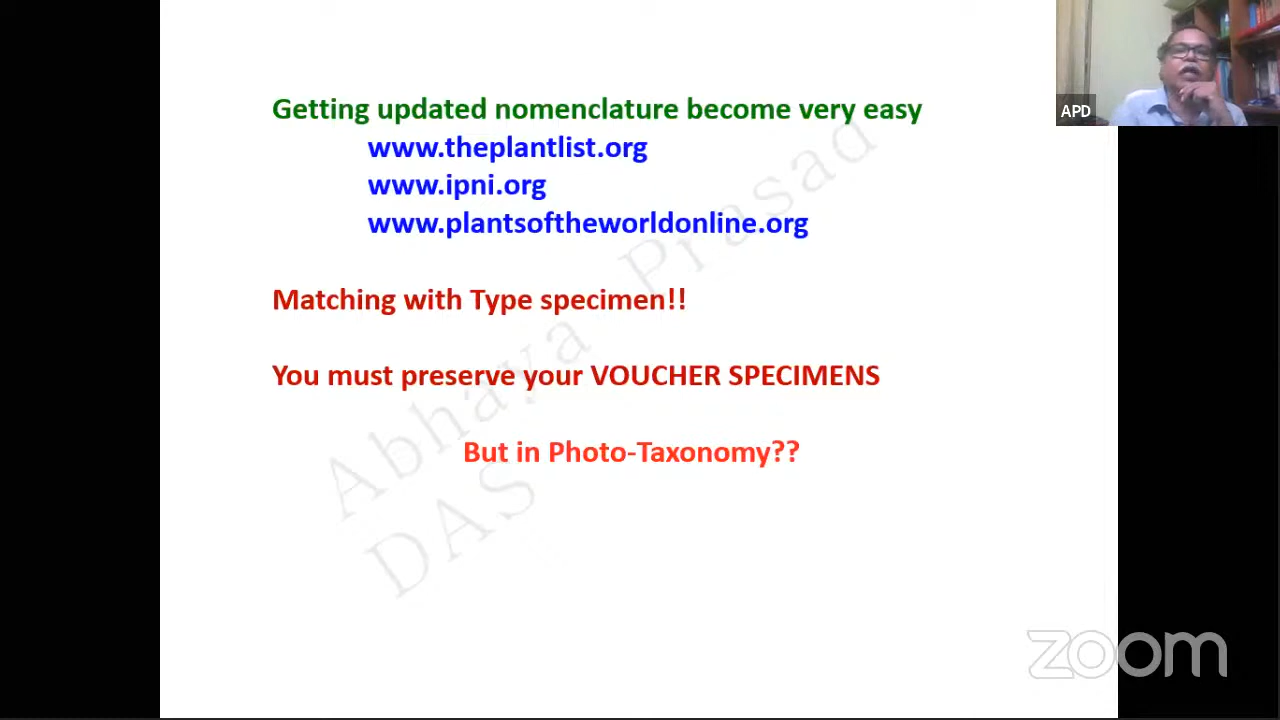 Getting updated nomenclature become very easy
www.theplantlist.org
www.ipni.org
www.plantsoftheworldonline.org
Matching with Type specimen!!
You must preserve your VOUCHER SPECIMENS
But in Photo-Taxonomy??
Abhaya Prasad
DAS
APD
zoom